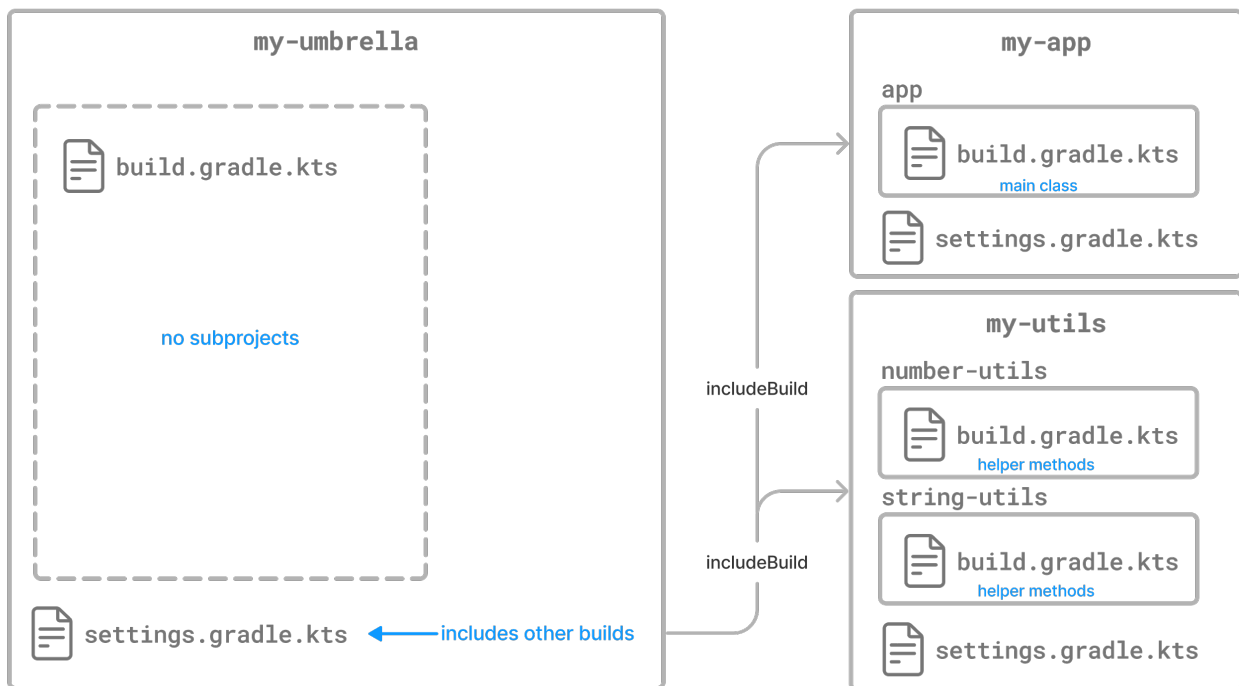 my-umbrella
build.gradle.kts
no subprojects
settings.gradle.kts
includes other builds
includeBuild
includeBuild
my-app
app
build.gradle.kts
main class
settings.gradle.kts
my-utils
number-utils
build.gradle.kts
helper methods
string-utils
build.gradle.kts
helper methods
settings.gradle.kts